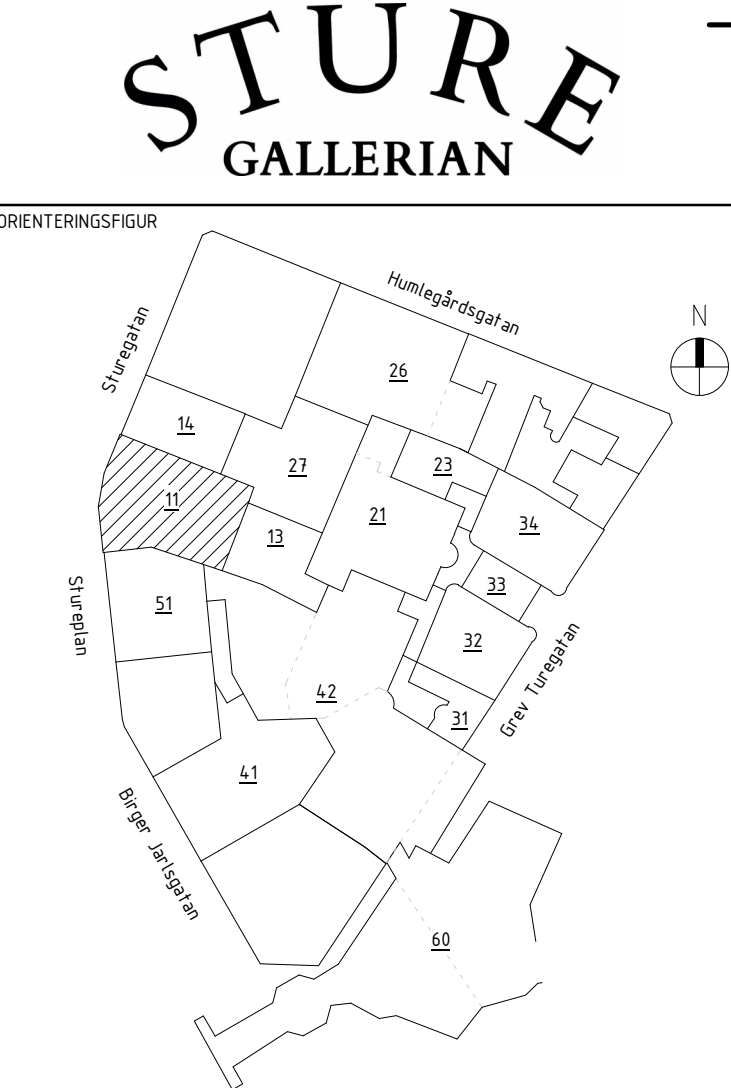 STURE
GALLERIAN
ORIENTERINGSFIGUR
Humlegårdsgatan
Sturegatan
N
26
14
27
23
11
21
34
13
33
51
Stureplan
32
42
Grev Turegatan
31
41
Birger Jarlsgatan
60